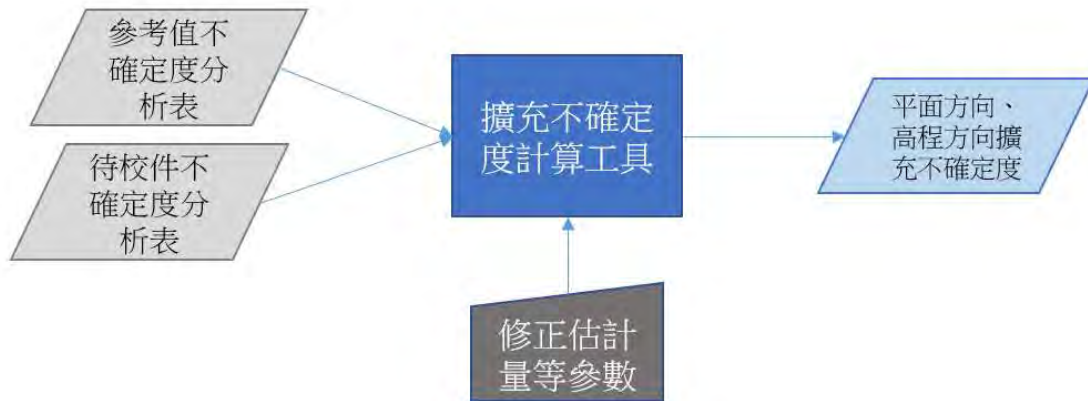 參考值不
確定度分
析表
待校件不
確定度分
析表
擴充不確定
度計算工具
修正估計
量等參數
平面方向、
高程方向擴
充不確定度